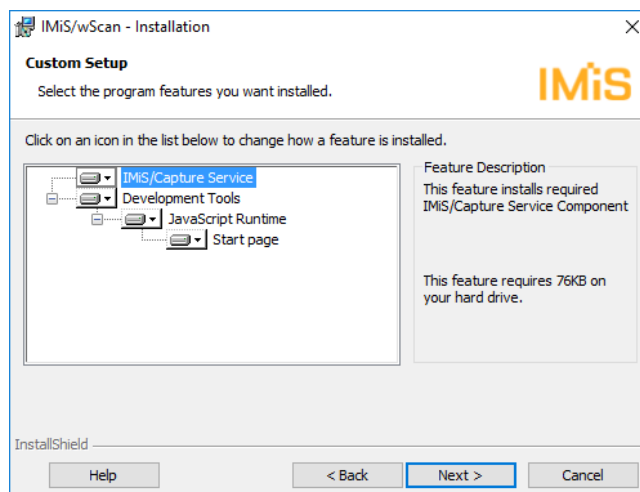 IMiS/wScan - Installation
Custom Setup
Select the program features you want installed.
IMiS
Click on an icon in the list below to change how a feature is installed.
IMiS/Capture Service
Development Tools
JavaScript Runtime
Start page
Feature Description
This feature installs required
IMiS/Capture Service Component
This feature requires 76KB on
your hard drive.
InstallShield
Help
< Back
Next >
Cancel